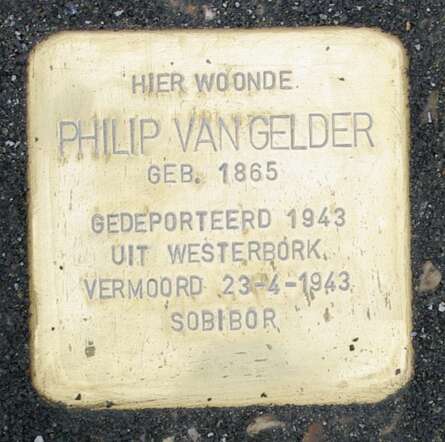 HIER WOONDE
PHILIP VAN GELDER
GEB. 1865
GEDEPORTEERD 1943
UIT WESTERBORK
VERMOORD 23-4-1943
SOBIBOR